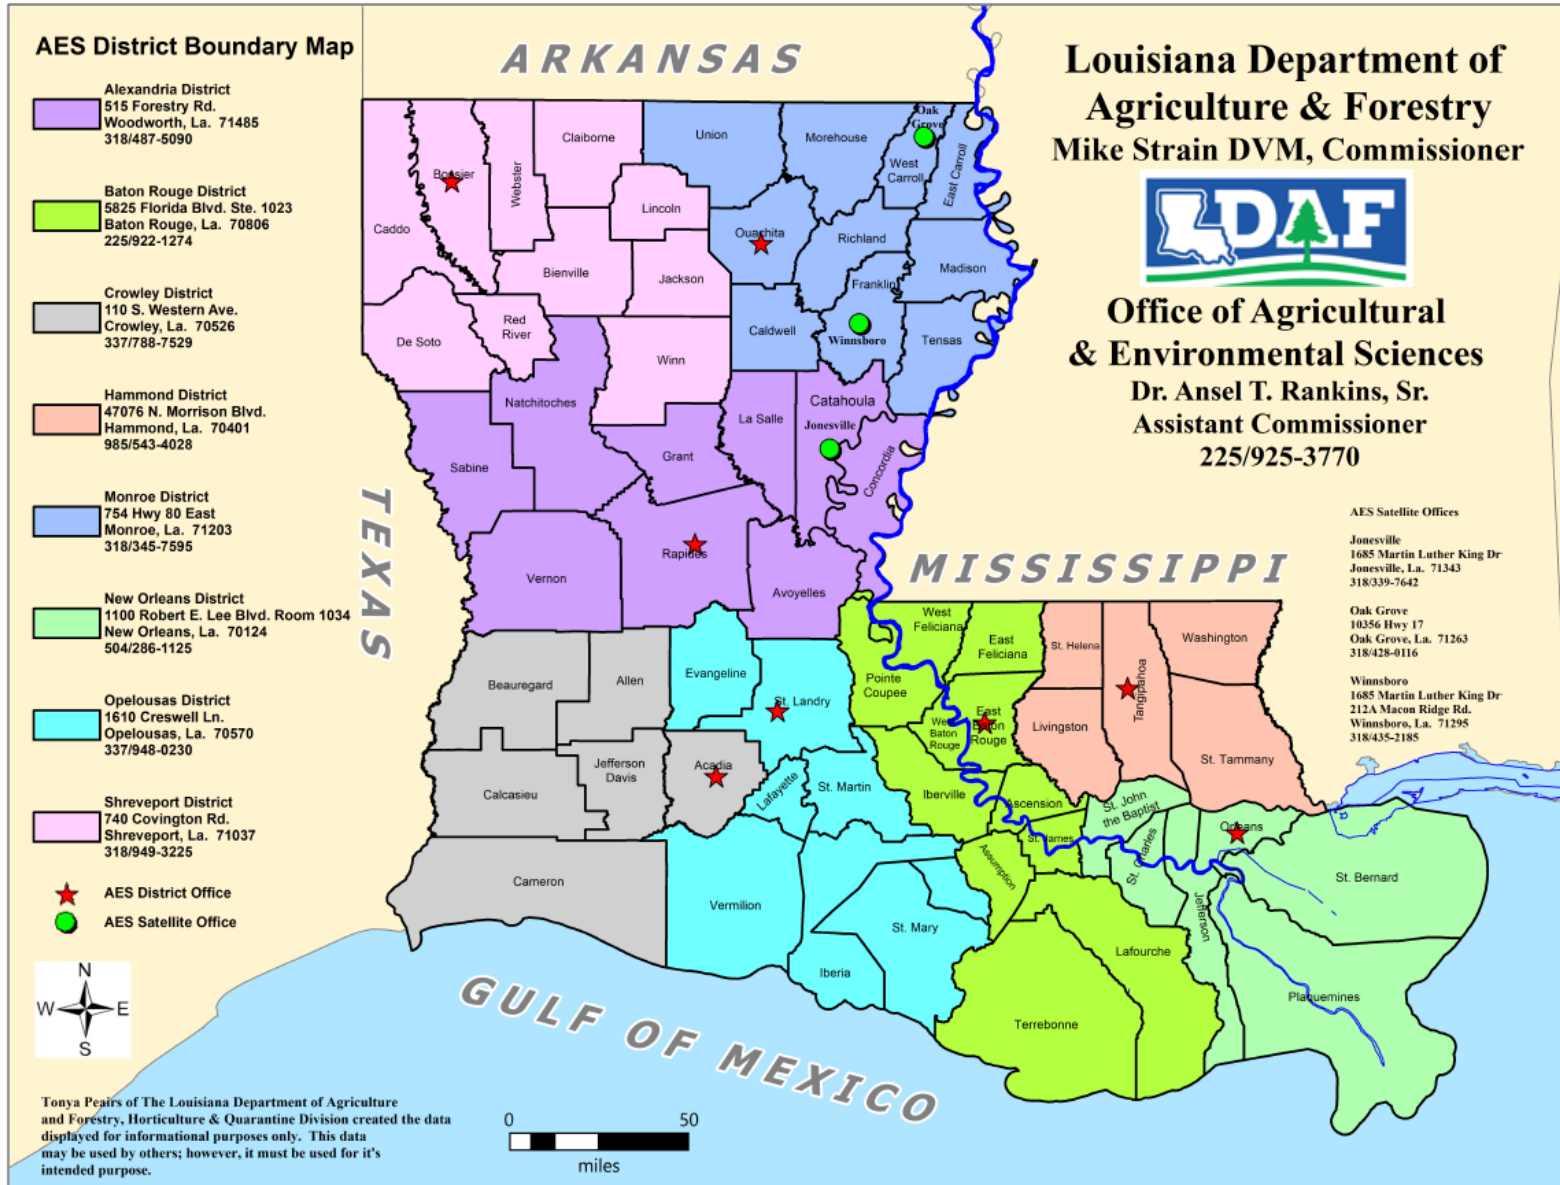 AES District Boundary Map
Alexandria District
515 Forestry Rd.
Woodworth, La. 71485
318/487-5090
Baton Rouge District
5825 Florida Blvd. Ste. 1023
Baton Rouge, La. 70806
225/922-1274
Crowley District
110 S. Western Ave.
Crowley, La. 70526
337/788-7529
Hammond District
47076 N. Morrison Blvd.
Hammond, La. 70401
985/543-4028
Monroe District
754 Hwy 80 East
Monroe, La. 71203
318/345-7595
New Orleans District
1100 Robert E. Lee Blvd. Room 1034
New Orleans, La. 70124
504/286-1125
Opelousas District
1610 Creswell Ln.
Opelousas, La. 70570
337/948-0230
Shreveport District
740 Covington Rd.
Shreveport, La. 71037
318/949-3225
AES District Office
AES Satellite Office
N
W E
S
Tonya Peairs of The Louisiana Department of Agriculture
and Forestry, Horticulture & Quarantine Division created the data
displayed for informational purposes only. This data
may be used by others; however, it must be used for it's
intended purpose.
0 50
miles
ARKANSAS
TEXAS
MISSISSIPPI
GULF OF MEXICO
Louisiana Department of
Agriculture & Forestry
Mike Strain DVM, Commissioner
LDAF
Office of Agricultural
& Environmental Sciences
Dr. Ansel T. Rankins, Sr.
Assistant Commissioner
225/925-3770
AES Satellite Offices
Jonesville
1685 Martin Luther King Dr
Jonesville, La. 71343
318/339-7642
Oak Grove
10356 Hwy 17
Oak Grove, La. 71263
318/428-0116
Winnsboro
1685 Martin Luther King Dr
212A Macon Ridge Rd.
Winnsboro, La. 71295
318/435-2185
Caddo
Bossier
Webster
Claiborne
Lincoln
Union
Morehouse
Oak
Grove
West
Carroll
East Carroll
Ouachita
Richland
Madison
Bienville
Jackson
Franklin
De Soto
Red
River
Winn
Caldwell
Winnsboro
Tensas
Natchitoches
La Salle
Catahoula
Jonesville
Sabine
Grant
Concordia
Vernon
Rapides
Avoyelles
Beauregard
Allen
Evangeline
St. Landry
Pointe
Coupee
West
Feliciana
East
Feliciana
St. Helena
Tangipahoa
Washington
West
Baton
Rouge
East
Baton
Rouge
Livingston
St. Tammany
Calcasieu
Jefferson
Davis
Acadia
Lafayette
St. Martin
Iberville
Ascension
St. John
the Baptist
Orleans
Cameron
Vermilion
Iberia
St. Mary
Assumption
St. James
St. Charles
Jefferson
St. Bernard
Terrebonne
Lafourche
Plaquemines